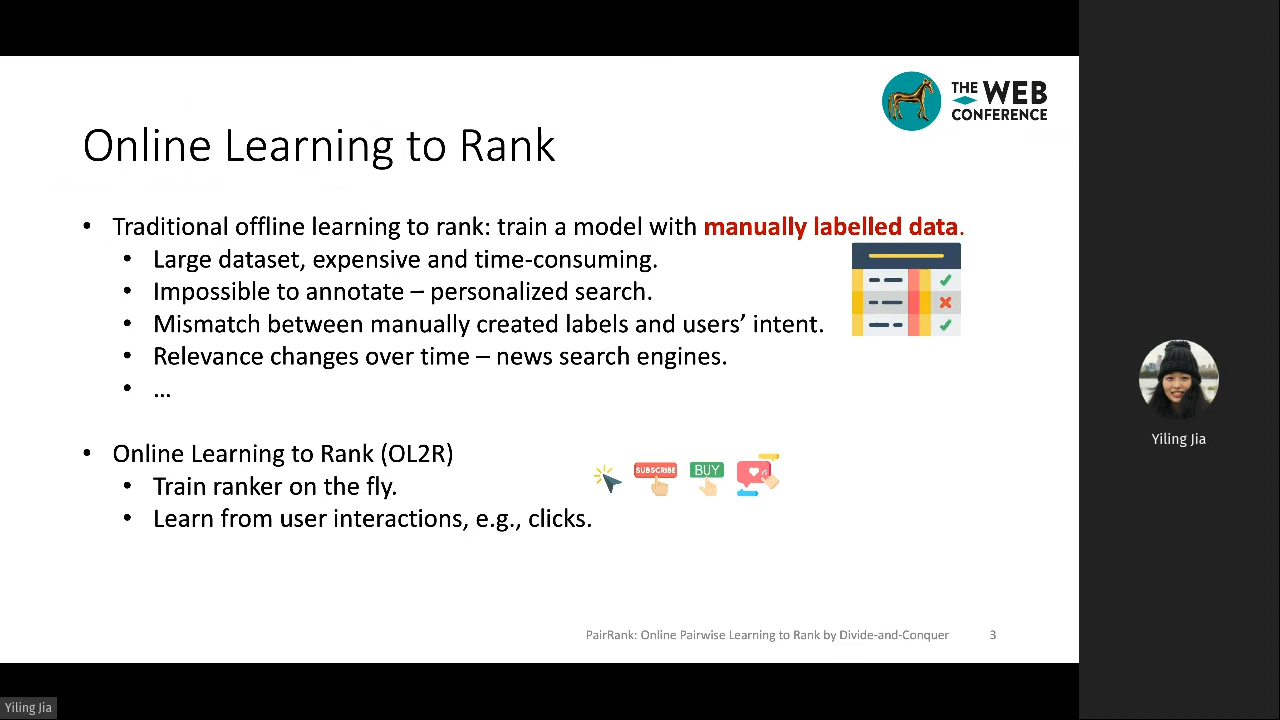 THE WEB
CONFERENCE
Online Learning to Rank
• Traditional offline learning to rank: train a model with manually labelled data.
• Large dataset, expensive and time-consuming.
• Impossible to annotate – personalized search.
• Mismatch between manually created labels and users’ intent.
• Relevance changes over time – news search engines.
• ...
• Online Learning to Rank (OL2R)
SUBSCRIBE
BUY
• Train ranker on the fly.
• Learn from user interactions, e.g., clicks.
PairRank: Online Pairwise Learning to Rank by Divide-and-Conquer
3
Yiling Jia
Yiling Jia